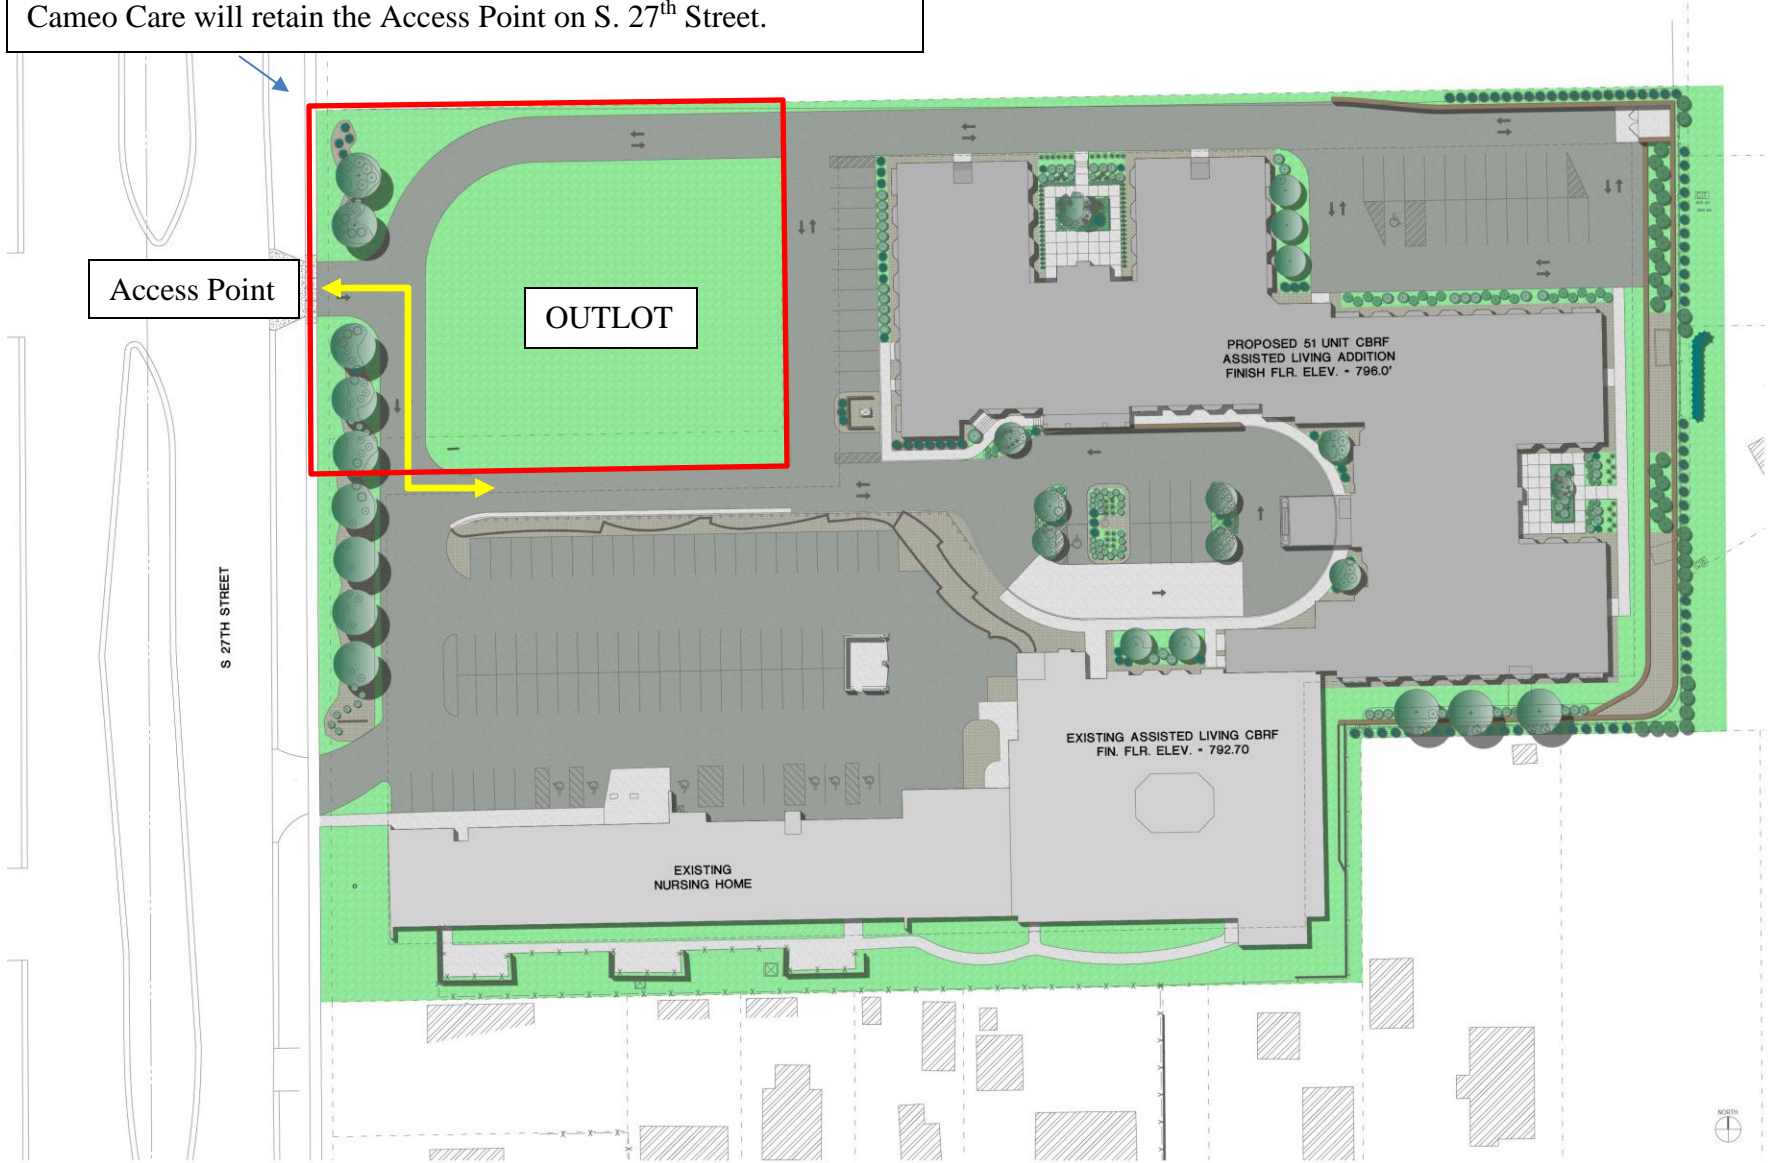 Cameo Care will retain the Access Point on S. 27th Street.
Access Point
OUTLOT
PROPOSED 51 UNIT CBRF
ASSISTED LIVING ADDITION
FINISH FLR. ELEV. - 796.0'
S 27TH STREET
EXISTING ASSISTED LIVING CBRF
FIN. FLR. ELEV. - 792.70
EXISTING
NURSING HOME
NORTH